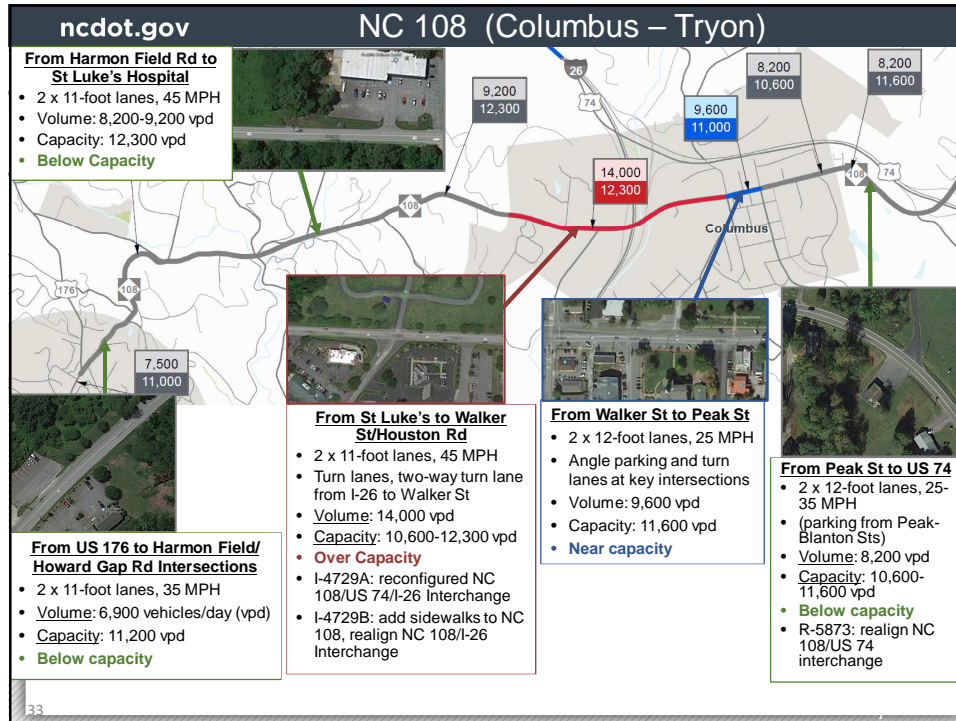 ncdot.gov
NC 108 (Columbus – Tryon)
From Harmon Field Rd to
St Luke's Hospital
• 2 x 11-foot lanes, 45 MPH
• Volume: 8,200-9,200 vpd
• Capacity: 12,300 vpd
• Below Capacity
9,200
12,300
26
74
8,200
10,600
8,200
11,600
9,600
11,000
14,000
12,300
108
74
108
Columbus
176
108
7,500
11,000
From US 176 to Harmon Field/
Howard Gap Rd Intersections
• 2 x 11-foot lanes, 35 MPH
• Volume: 6,900 vehicles/day (vpd)
• Capacity: 11,200 vpd
• Below capacity
From St Luke's to Walker
St/Houston Rd
• 2 x 11-foot lanes, 45 MPH
• Turn lanes, two-way turn lane
from I-26 to Walker St
• Volume: 14,000 vpd
• Capacity: 10,600-12,300 vpd
• Over Capacity
• I-4729A: reconfigured NC
108/US 74/I-26 Interchange
• I-4729B: add sidewalks to NC
108, realign NC 108/I-26
Interchange
From Walker St to Peak St
• 2 x 12-foot lanes, 25 MPH
• Angle parking and turn
lanes at key intersections
• Volume: 9,600 vpd
• Capacity: 11,600 vpd
• Near capacity
From Peak St to US 74
• 2 x 12-foot lanes, 25-
35 MPH
• (parking from Peak-
Blanton Sts)
• Volume: 8,200 vpd
• Capacity: 10,600-
11,600 vpd
• Below capacity
• R-5873: realign NC
108/US 74
interchange
33